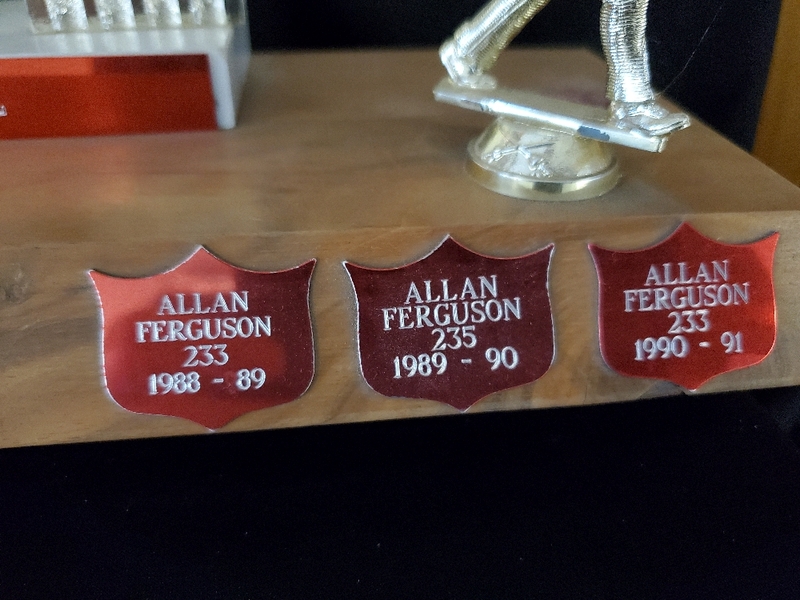 ALLAN
FERGUSON
233
1988 - 89
ALLAN
FERGUSON
235
1989 - 90
ALLAN
FERGUSON
233
1990 - 91